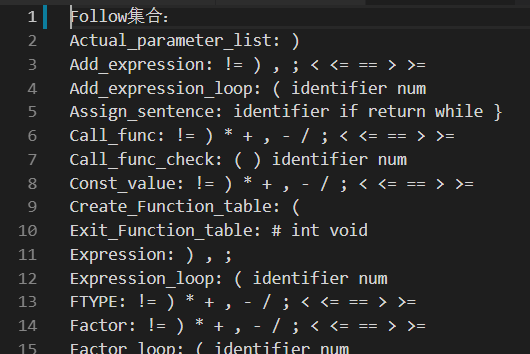 1 Follow集合：
2 Actual_parameter_list: )
3 Add_expression: != ) , ; < <= == > >=
4 Add_expression_loop: ( identifier num
5 Assign_sentence: identifier if return while }
6 Call_func: != ) * + , - / ; < <= == > >=
7 Call_func_check: ( ) identifier num
8 Const_value: != ) * + , - / ; < <= == > >=
9 Create_Function_table: (
10 Exit_Function_table: # int void
11 Expression: ) , ;
12 Expression_loop: ( identifier num
13 FTYPE: != ) * + , - / ; < <= == > >=
14 Factor: != ) * + , - / ; < <= == > >=
15 Factor_loop: ( identifier num